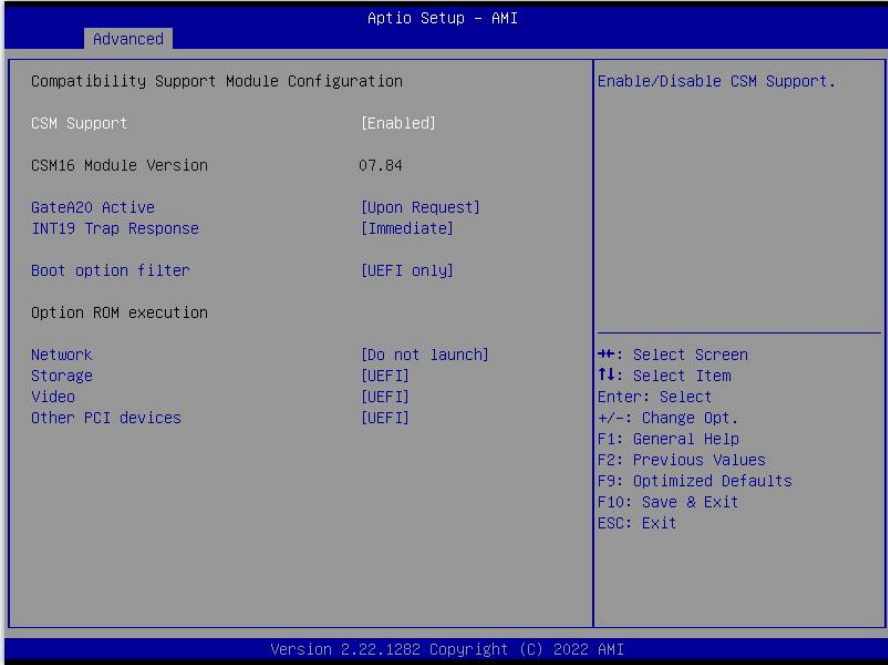 Aptio Setup – AMI
Advanced
Compatibility Support Module Configuration
CSM Support [Enabled]
CSM16 Module Version 07.84
GateA20 Active [Upon Request]
INT19 Trap Response [Immediate]
Boot option filter [UEFI only]
Option ROM execution
Network [Do not launch]
Storage [UEFI]
Video [UEFI]
Other PCI devices [UEFI]
Enable/Disable CSM Support.
→←: Select Screen
↑↓: Select Item
Enter: Select
+/-: Change Opt.
F1: General Help
F2: Previous Values
F9: Optimized Defaults
F10: Save & Exit
ESC: Exit
Version 2.22.1282 Copyright (C) 2022 AMI